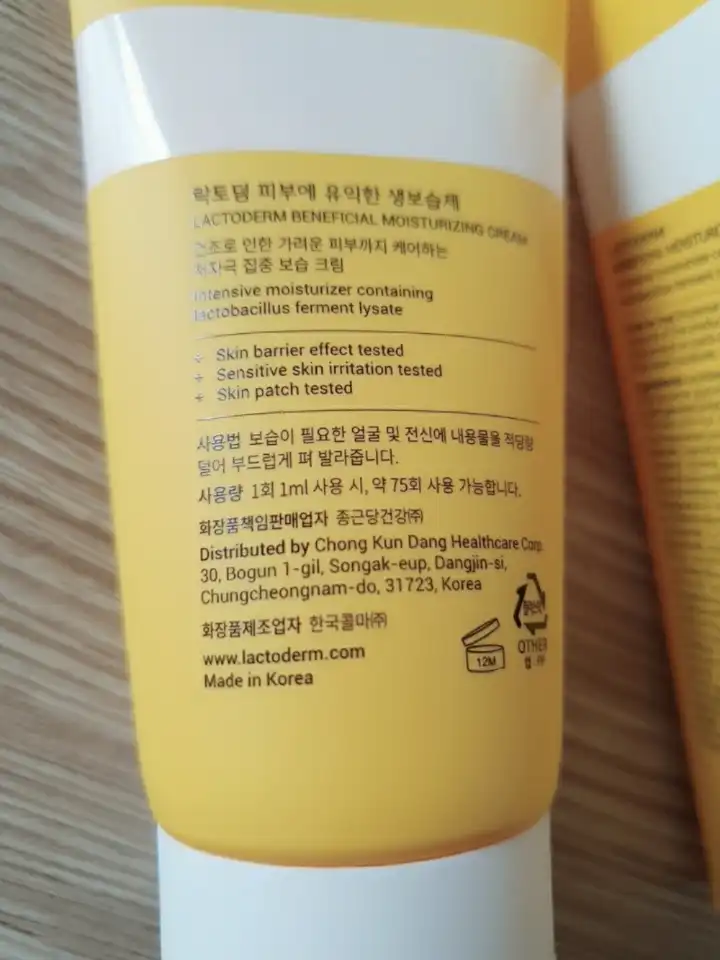 락토덤 피부에 유익한 생보습제
LACTODERM BENEFICIAL MOISTURIZING CREAM
건조로 인한 가려운 피부까지 케어하는
저자극 집중 보습 크림
Intensive moisturizer containing
lactobacillus ferment lysate
+ Skin barrier effect tested
+ Sensitive skin irritation tested
+ Skin patch tested
사용법 보습이 필요한 얼굴 및 전신에 내용물을 적당량
덜어 부드럽게 펴 발라줍니다.
사용량 1회 1ml 사용 시, 약 75회 사용 가능합니다.
화장품책임판매업자 종근당건강㈜
Distributed by Chong Kun Dang Healthcare Corp.
30, Bogun 1-gil, Songak-eup, Dangjin-si,
Chungcheongnam-do, 31723, Korea
화장품제조업자 한국콜마㈜
www.lactoderm.com
Made in Korea
12M
OTHER